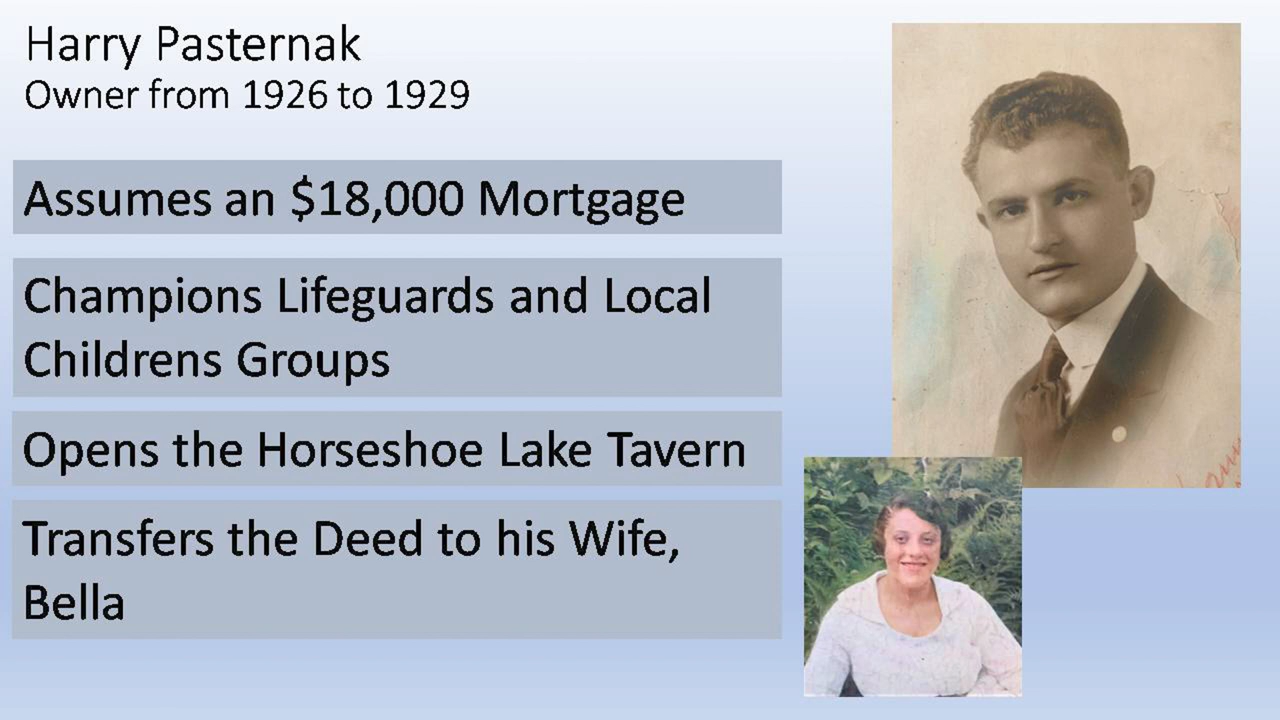 Harry Pasternak
Owner from 1926 to 1929
Assumes an $18,000 Mortgage
Champions Lifeguards and Local
Childrens Groups
Opens the Horseshoe Lake Tavern
Transfers the Deed to his Wife,
Bella